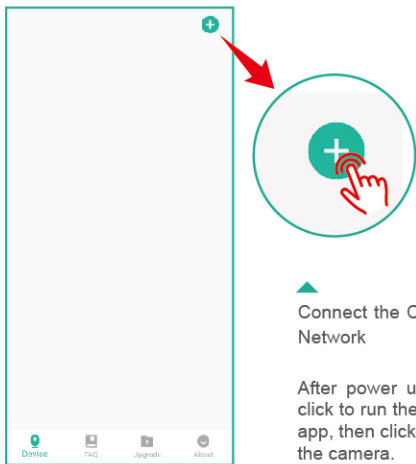 Connect the
Network
After power
click to run the
app, then click
the camera.
Device
FAQ
Upgrade
About